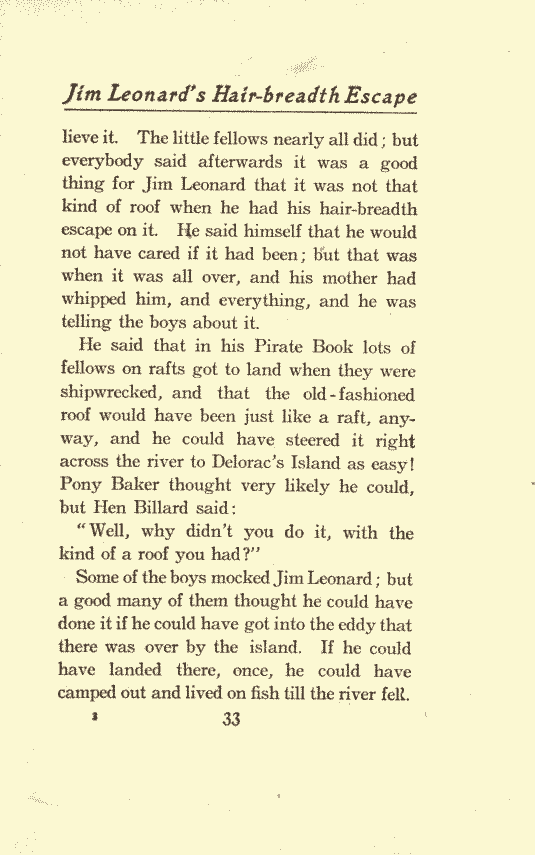 Jim Leonard's Hair-breadth Escape
lieve it. The little fellows nearly all did; but
everybody said afterwards it was a good
thing for Jim Leonard that it was not that
kind of roof when he had his hair-breadth
escape on it. He said himself that he would
not have cared if it had been; but that was
when it was all over, and his mother had
whipped him, and everything, and he was
telling the boys about it.
He said that in his Pirate Book lots of
fellows on rafts got to land when they were
shipwrecked, and that the old-fashioned
roof would have been just like a raft, any-
way, and he could have steered it right
across the river to Delorac's Island as easy!
Pony Baker thought very likely he could,
but Hen Billard said:
"Well, why didn't you do it, with the
kind of a roof you had?"
Some of the boys mocked Jim Leonard; but
a good many of them thought he could have
done it if he could have got into the eddy that
there was over by the island. If he could
have landed there, once, he could have
camped out and lived on fish till the river fell.
3 33